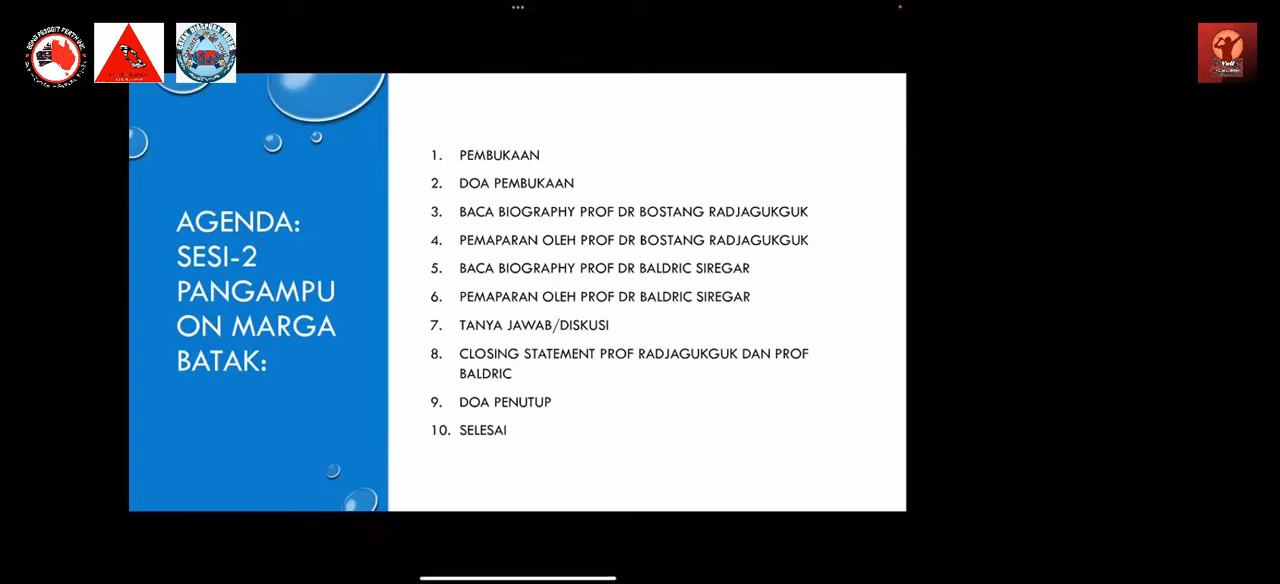 AGENDA:
SESI-2
PANGAMPU
ON MARGA
BATAK:
1. PEMBUKAAN
2. DOA PEMBUKAAN
3. BACA BIOGRAPHY PROF DR BOSTANG RADJAGUKGUK
4. PEMAPARAN OLEH PROF DR BOSTANG RADJAGUKGUK
5. BACA BIOGRAPHY PROF DR BALDRIC SIREGAR
6. PEMAPARAN OLEH PROF DR BALDRIC SIREGAR
7. TANYA JAWAB/DISKUSI
8. CLOSING STATEMENT PROF RADJAGUKGUK DAN PROF
BALDRIC
9. DOA PENUTUP
10. SELESAI